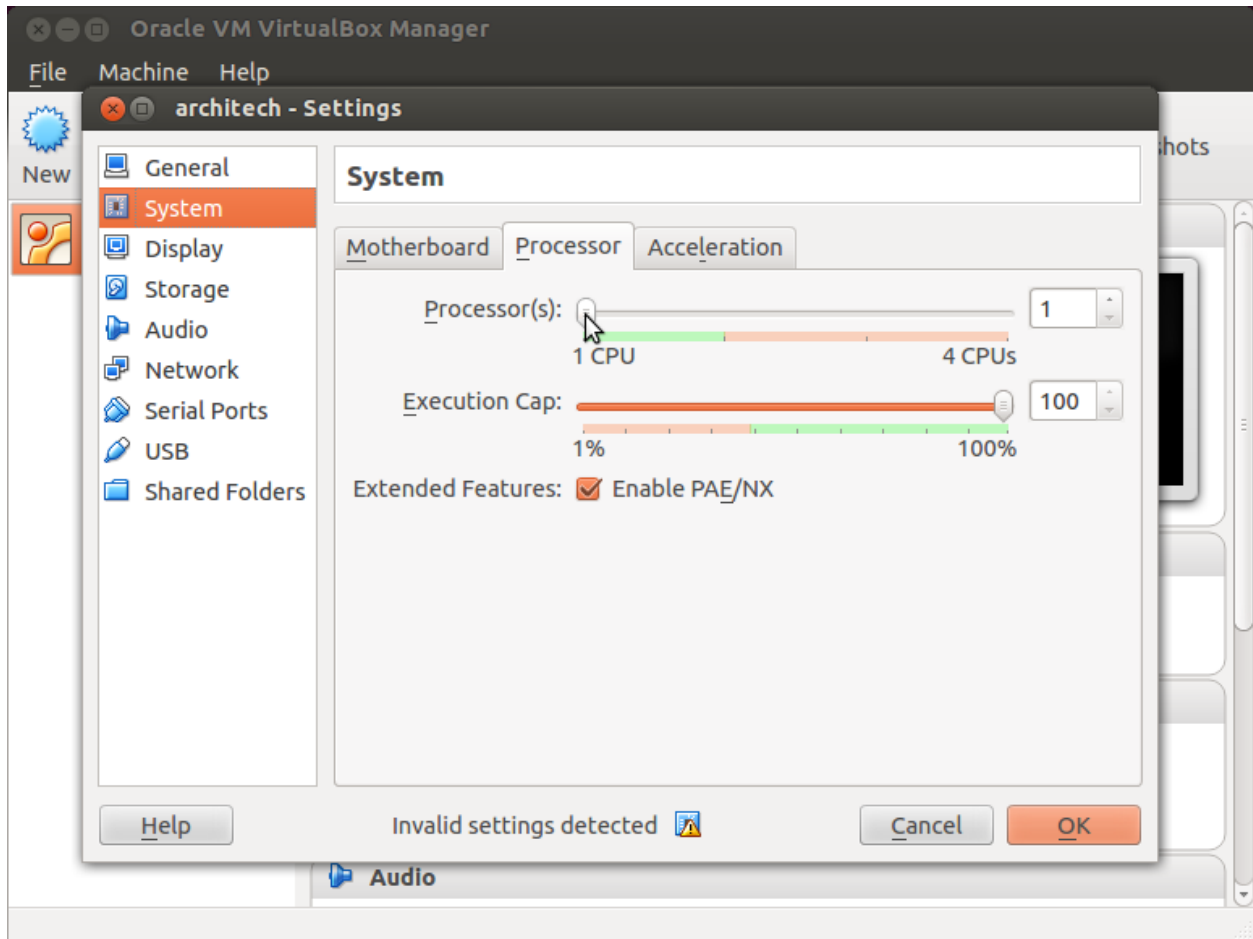 Oracle VM VirtualBox Manager
File Machine Help
architech - Settings
New
shots
General
System
Display
Storage
Audio
Network
Serial Ports
USB
Shared Folders
System
Motherboard Processor Acceleration
Processor(s): 1
1 CPU 4 CPUs
Execution Cap: 100
1% 100%
Extended Features: Enable PAE/NX
Help Invalid settings detected Cancel OK
Audio